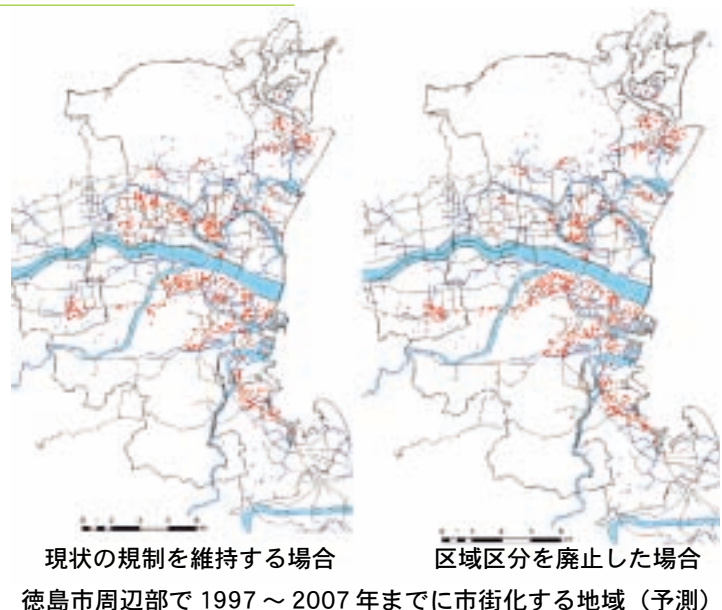 現状の規制を維持する場合
区域区分を廃止した場合
徳島市周辺部で 1997 ～ 2007 年までに市街化する地域（予測）